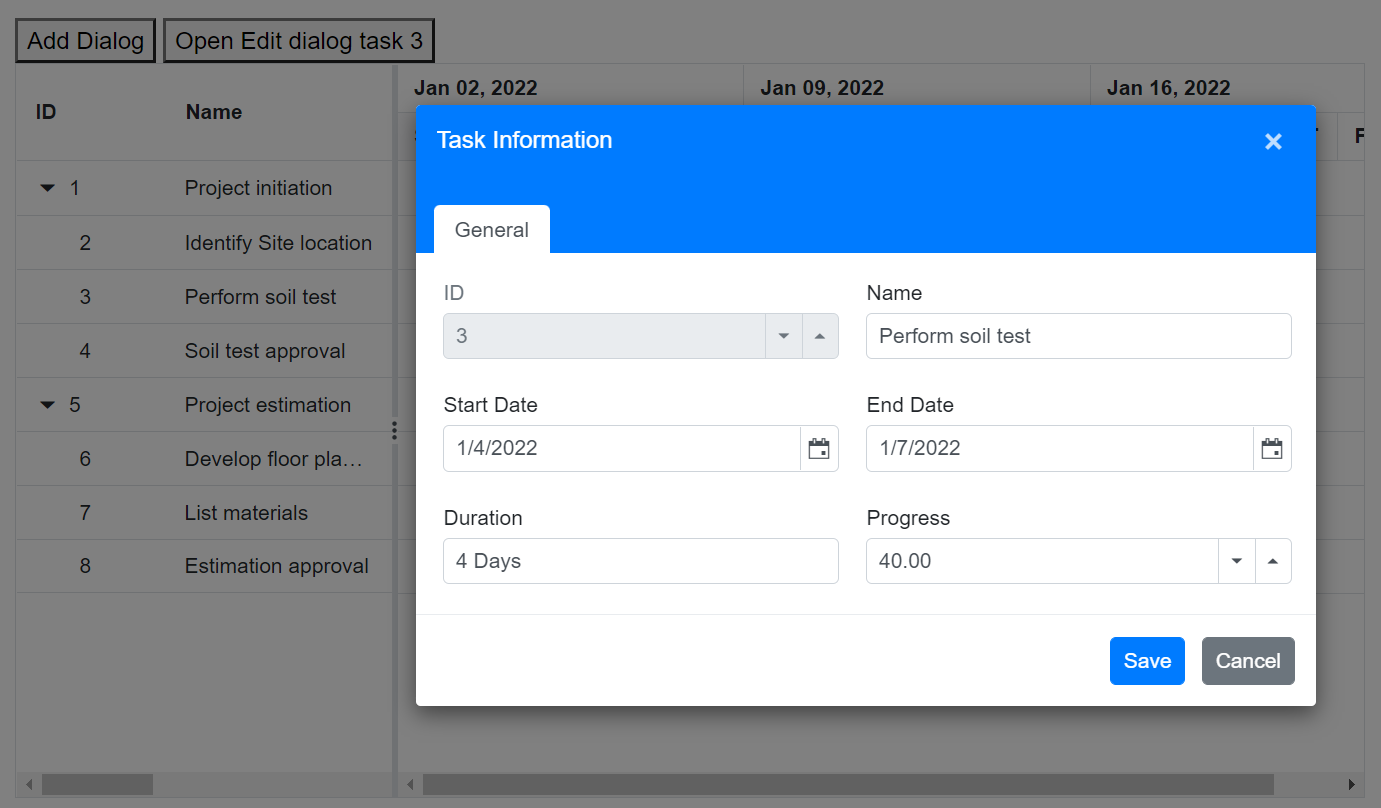 Add Dialog Open Edit dialog task 3
Jan 02, 2022 Jan 09, 2022 Jan 16, 2022
ID Name
F
1 Project initiation
2 Identify Site location
3 Perform soil test
4 Soil test approval
5 Project estimation
6 Develop floor pla…
7 List materials
8 Estimation approval
Task Information
General
ID Name
3 Perform soil test
Start Date End Date
1/4/2022 1/7/2022
Duration Progress
4 Days 40.00
Save Cancel